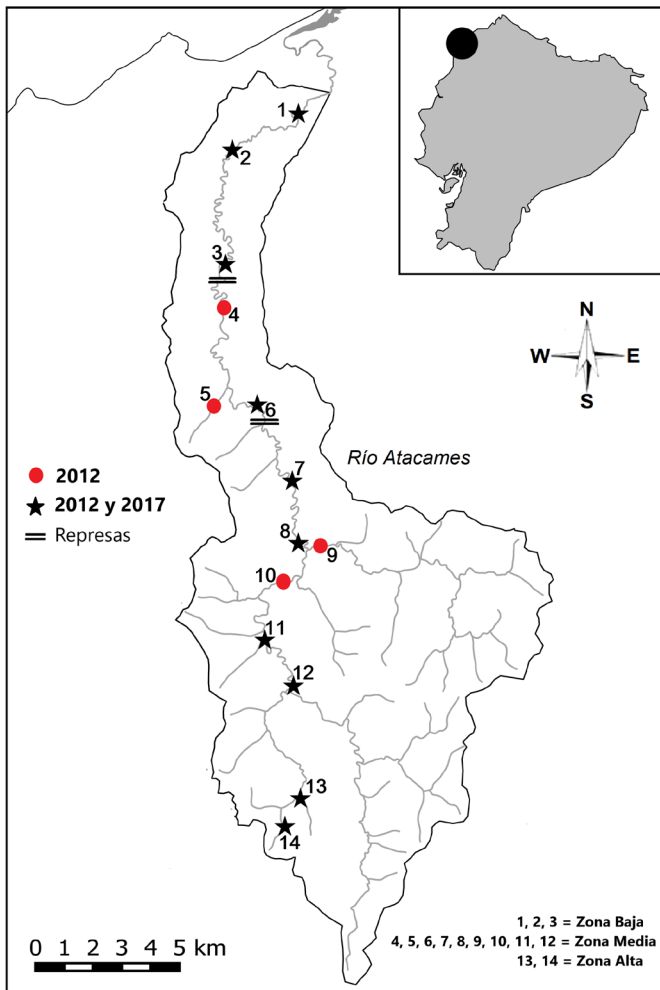 1
2
3
4
5
6
N
W E
S
Río Atacames
7
2012
2012 y 2017
Represas
8
9
10
11
12
13
14
1, 2, 3 = Zona Baja
4, 5, 6, 7, 8, 9, 10, 11, 12 = Zona Media
13, 14 = Zona Alta
0 1 2 3 4 5 km